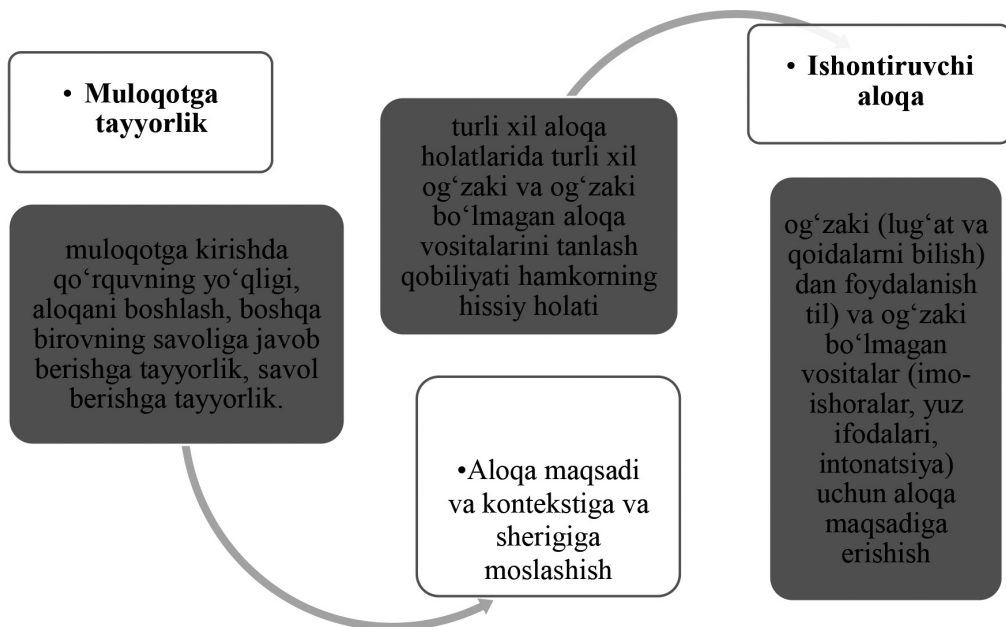 • Muloqotga
tayyorlik
muloqotga kirishda
qo‘rquvning yo‘qligi,
aloqani boshlash, boshqa
birovning savoliga javob
berishga tayyorlik, savol
berishga tayyorlik.
turli xil aloqa
holatlarida turli xil
og‘zaki va og‘zaki
bo‘lmagan aloqa
vositalarini tanlash
qobiliyati hamkorning
hissiy holati
•Aloqa maqsadi
va kontekstiga va
sherigiga
moslashish
• Ishontiruvchi
aloqa
og‘zaki (lug‘at va
qoidalarni bilish)
dan foydalanish
til) va og‘zaki
bo‘lmagan
vositalar (imo-
ishoralar, yuz
ifodalari,
intonatsiya)
uchun aloqa
maqsadiga
erishish